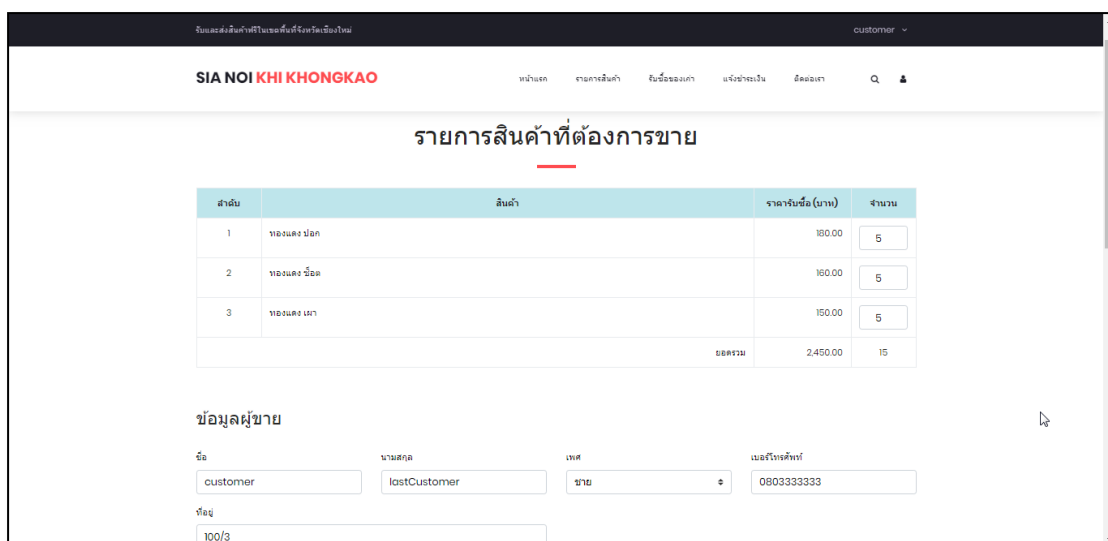 รับและส่งสินค้าฟรีในเขตพื้นที่จังหวัดเชียงใหม่ customer
SIA NOI KHI KHONGKAO หน้าแรก รายการสินค้า รับซื้อของเก่า แจ้งชำระเงิน ติดต่อเรา
รายการสินค้าที่ต้องการขาย
ลำดับ สินค้า ราคารับซื้อ (บาท) จำนวน
1 ทองแดง ปอก 180.00 5
2 ทองแดง ช็อต 160.00 5
3 ทองแดง เผา 150.00 5
ยอดรวม 2,450.00 15
ข้อมูลผู้ขาย
ชื่อ นามสกุล เพศ เบอร์โทรศัพท์
customer lastCustomer ชาย 0803333333
ที่อยู่
100/3